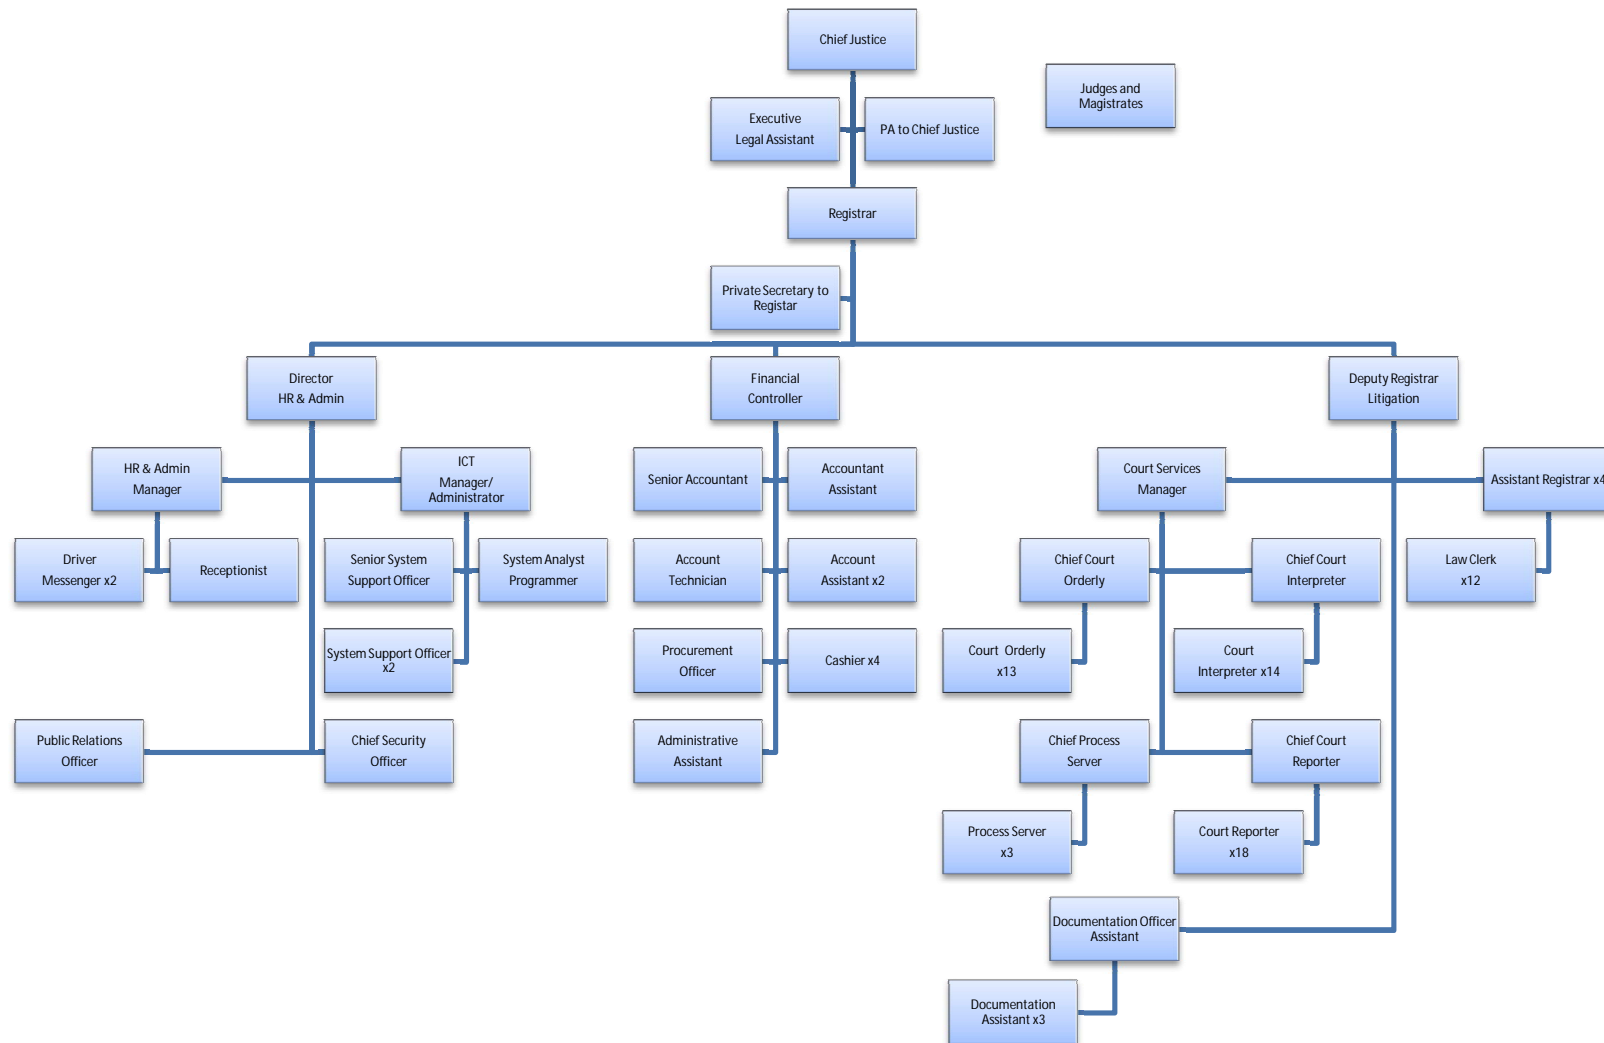 Chief Justice
Judges and
Magistrates
Executive
Legal Assistant
PA to Chief Justice
Registrar
Private Secretary to
Registar
Director
HR & Admin
Financial
Controller
Deputy Registrar
Litigation
HR & Admin
Manager
ICT
Manager/
Administrator
Senior Accountant
Accountant
Assistant
Court Services
Manager
Assistant Registrar x4
Driver
Messenger x2
Receptionist
Senior System
Support Officer
System Analyst
Programmer
Account
Technician
Account
Assistant x2
Chief Court
Orderly
Chief Court
Interpreter
Law Clerk
x12
System Support Officer
x2
Procurement
Officer
Cashier x4
Court Orderly
x13
Court
Interpreter x14
Public Relations
Officer
Chief Security
Officer
Administrative
Assistant
Chief Process
Server
Chief Court
Reporter
Process Server
x3
Court Reporter
x18
Documentation Officer
Assistant
Documentation
Assistant x3